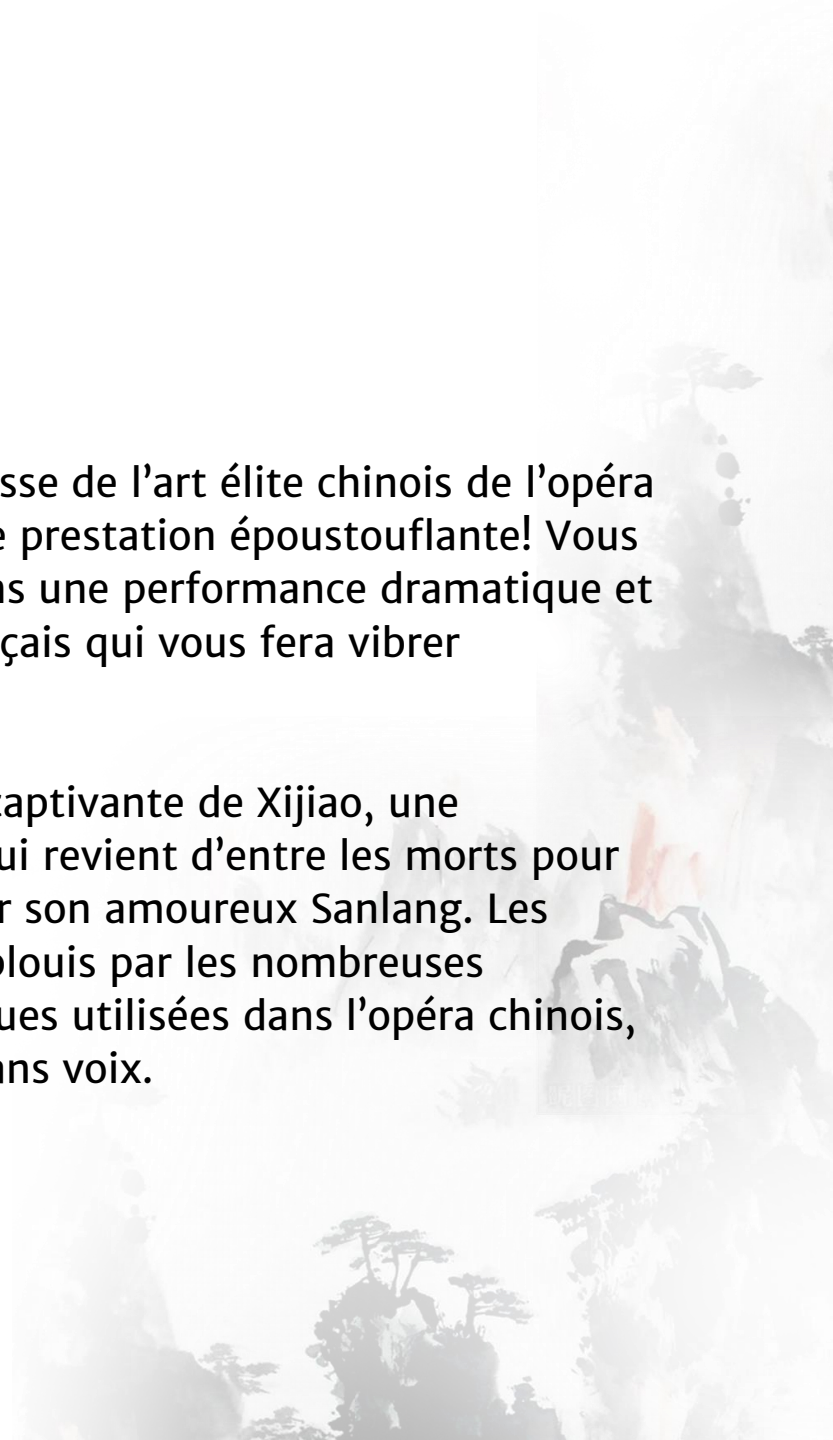 sse de l’art élite chinois de l’opéra
e prestation époustouflante! Vous
ns une performance dramatique et
çais qui vous fera vibrer
captivante de Xijiao, une
ui revient d’entre les morts pour
r son amoureux Sanlang. Les
blouis par les nombreuses
ues utilisées dans l’opéra chinois,
ans voix.